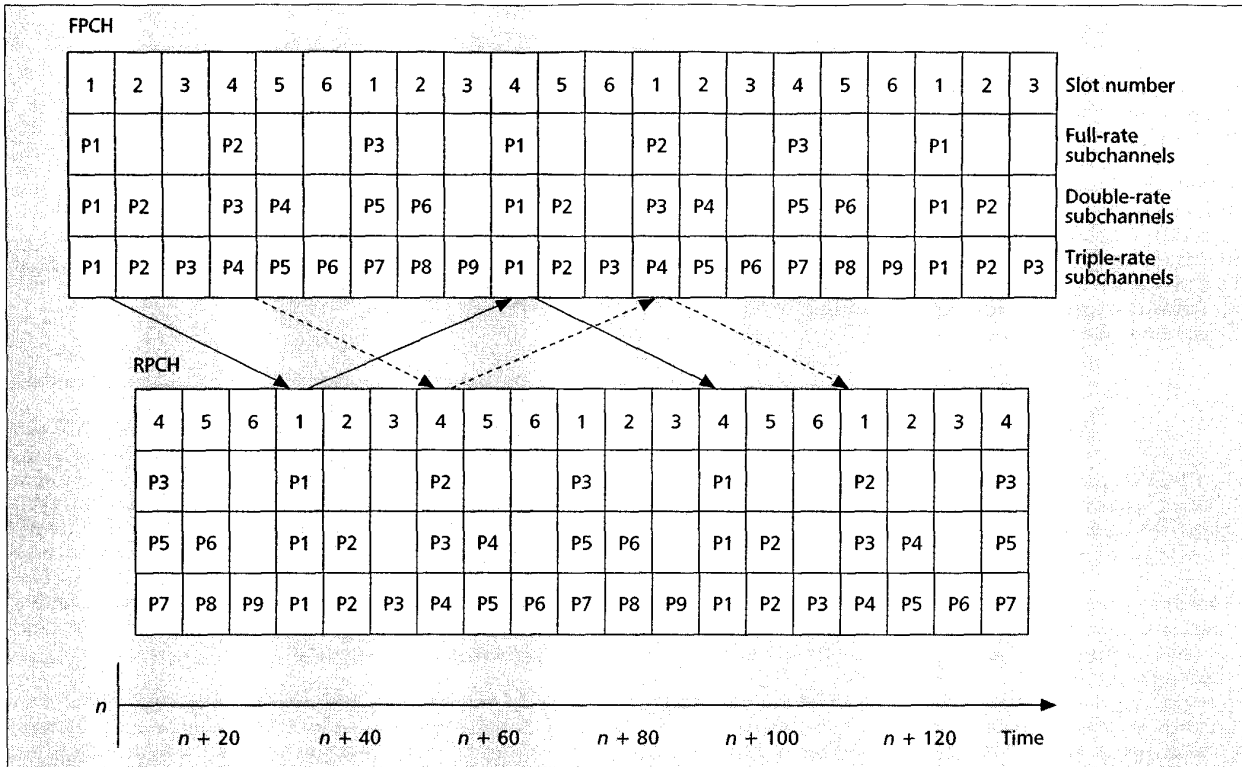 FPCH
1 2 3 4 5 6 1 2 3 4 5 6 1 2 3 4 5 6 1 2 3 Slot number
P1 P2 P3 P1 P2 P3 P1 Full-rate subchannels
P1 P2 P3 P4 P5 P6 P1 P2 P3 P4 P5 P6 P1 P2 Double-rate subchannels
P1 P2 P3 P4 P5 P6 P7 P8 P9 P1 P2 P3 P4 P5 P6 P7 P8 P9 P1 P2 P3 Triple-rate subchannels
RPCH
4 5 6 1 2 3 4 5 6 1 2 3 4 5 6 1 2 3 4
P3 P1 P2 P3 P1 P2 P3
P5 P6 P1 P2 P3 P4 P5 P6 P1 P2 P3 P4 P5
P7 P8 P9 P1 P2 P3 P4 P5 P6 P7 P8 P9 P1 P2 P3 P4 P5 P6 P7
n
n + 20 n + 40 n + 60 n + 80 n + 100 n + 120 Time